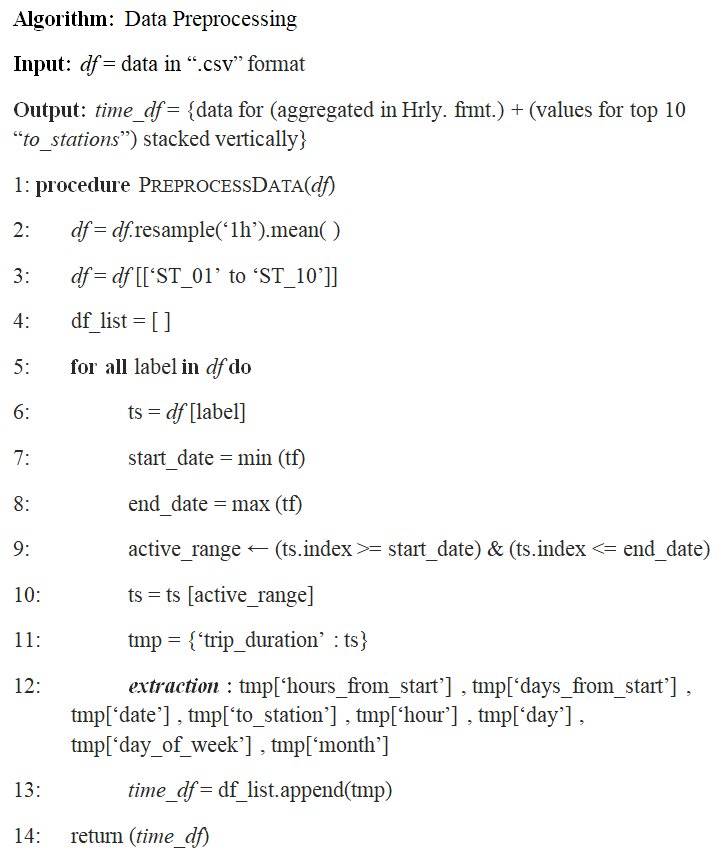 Algorithm: Data Preprocessing
Input: df = data in “.csv” format
Output: time_df = {data for (aggregated in Hrly. frmt.) + (values for top 10
“to_stations”) stacked vertically}
1: procedure PREPROCESSDATA(df)
2: df = df.resample(‘1h’).mean( )
3: df = df [[‘ST_01’ to ‘ST_10’]]
4: df_list = [ ]
5: for all label in df do
6: ts = df [label]
7: start_date = min (tf)
8: end_date = max (tf)
9: active_range ← (ts.index >= start_date) & (ts.index <= end_date)
10: ts = ts [active_range]
11: tmp = {‘trip_duration’ : ts}
12: extraction : tmp[‘hours_from_start’] , tmp[‘days_from_start’] ,
tmp[‘date’] , tmp[‘to_station’] , tmp[‘hour’] , tmp[‘day’] ,
tmp[‘day_of_week’] , tmp[‘month’]
13: time_df = df_list.append(tmp)
14: return (time_df)